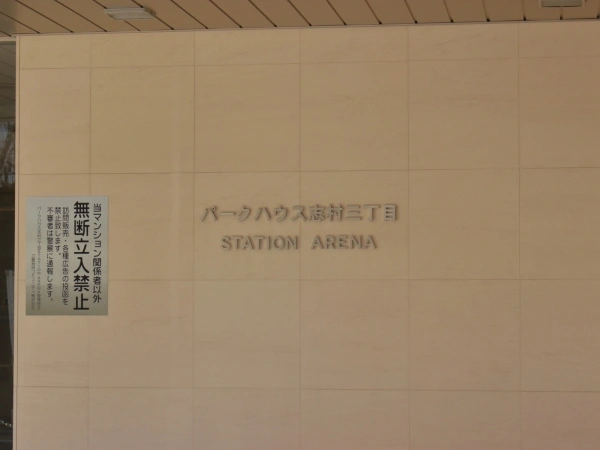 パークハウス志村三丁目
STATION ARENA
当マンション関係者以外
無断立入禁止
訪問販売・各種広告の投函を
禁止致します。
不審者は警察に通報します。